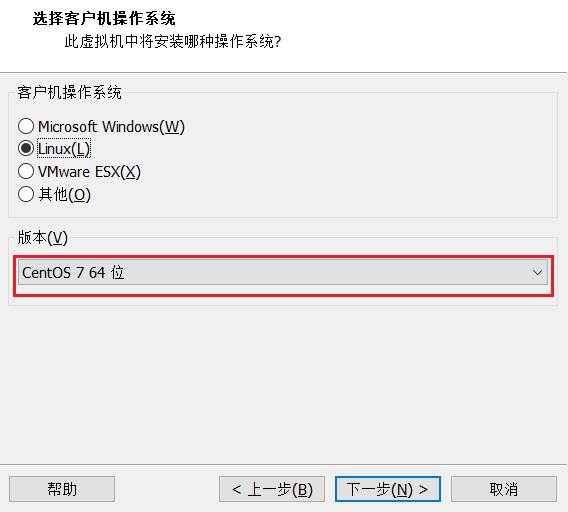 选择客户机操作系统
此虚拟机中将安装哪种操作系统?
客户机操作系统
Microsoft Windows(W)
Linux(L)
VMware ESX(X)
其他(O)
版本(V)
CentOS 7 64 位
帮助
< 上一步(B)
下一步(N) >
取消